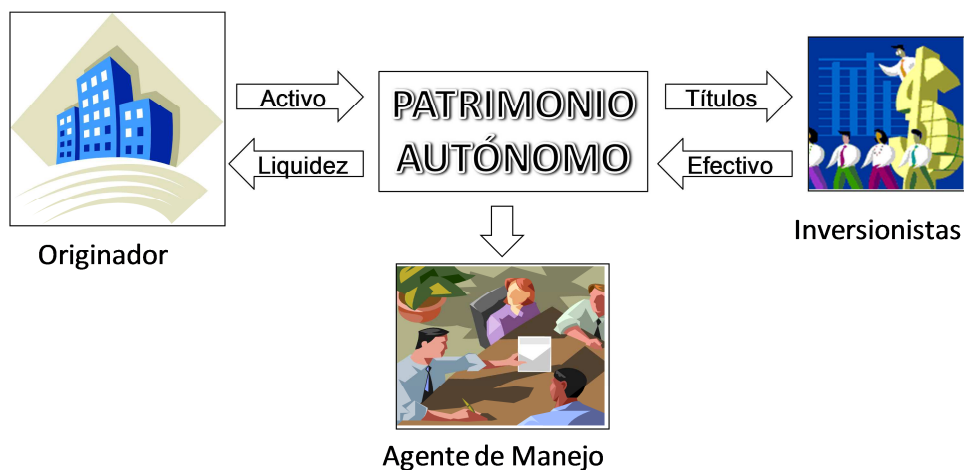 Activo
PATRIMONIO
AUTÓNOMO
Títulos
Liquidez
Efectivo
Originador
Inversionistas
Agente de Manejo